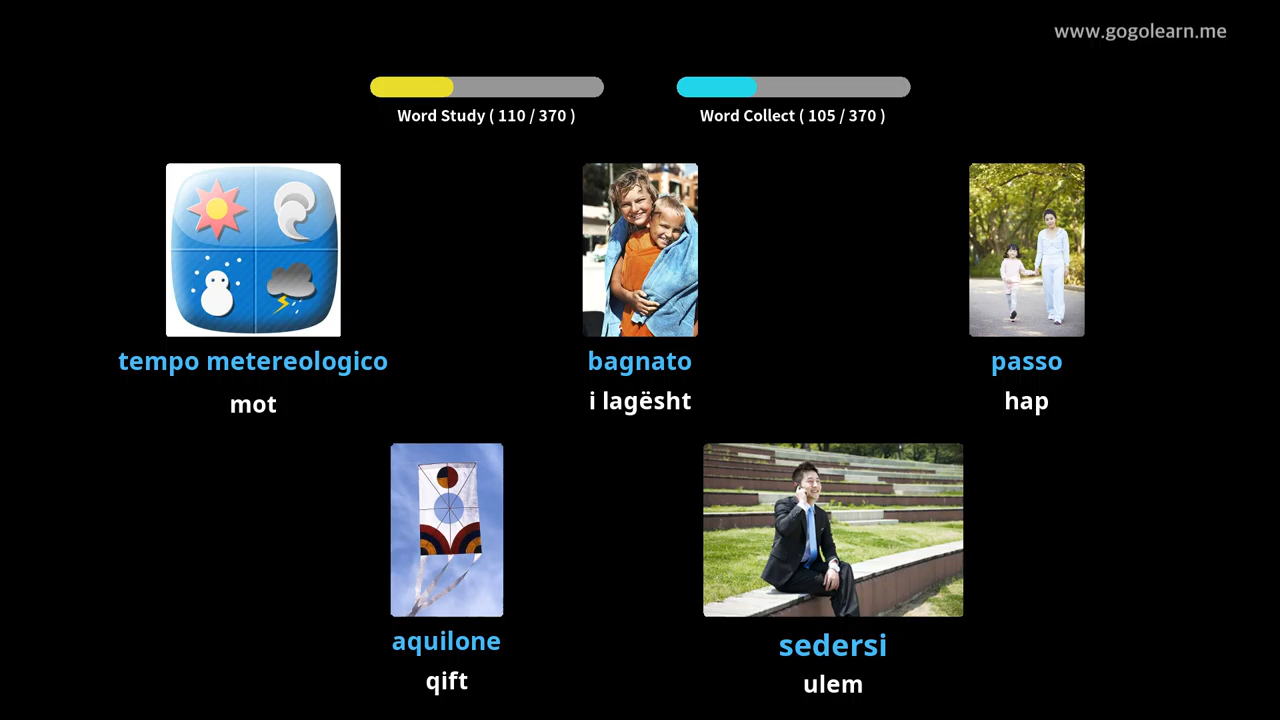 www.gogolearn.me
Word Study ( 110 / 370 )
Word Collect ( 105 / 370 )
tempo metereologico
mot
bagnato
i lagësht
passo
hap
aquilone
qift
sedersi
ulem